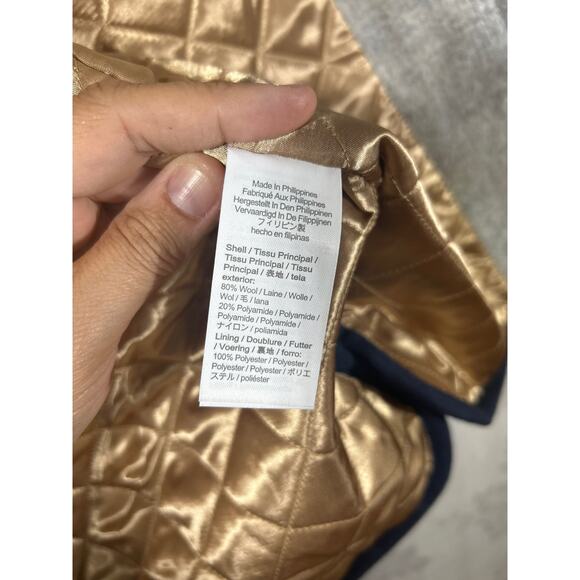 Made In Philippines
Fabriqué Aux Philippines
Hergestellt In Den Philippinen
Vervaardigd In De Filippijnen
フィリピン製
hecho en filipinas
Shell / Tissu Principal /
Tissu Principal / Tissu
Principal / 表地 / tela
exterior:
80% Wool / Laine / Wolle /
Wol / 毛 / lana
20% Polyamide / Polyamide /
Polyamide / Polyamide /
ナイロン / poliamida
Lining / Doublure / Futter
/ Voering / 裏地 / forro:
100% Polyester / Polyester /
Polyester / Polyester / ポリエ
ステル / poliéster